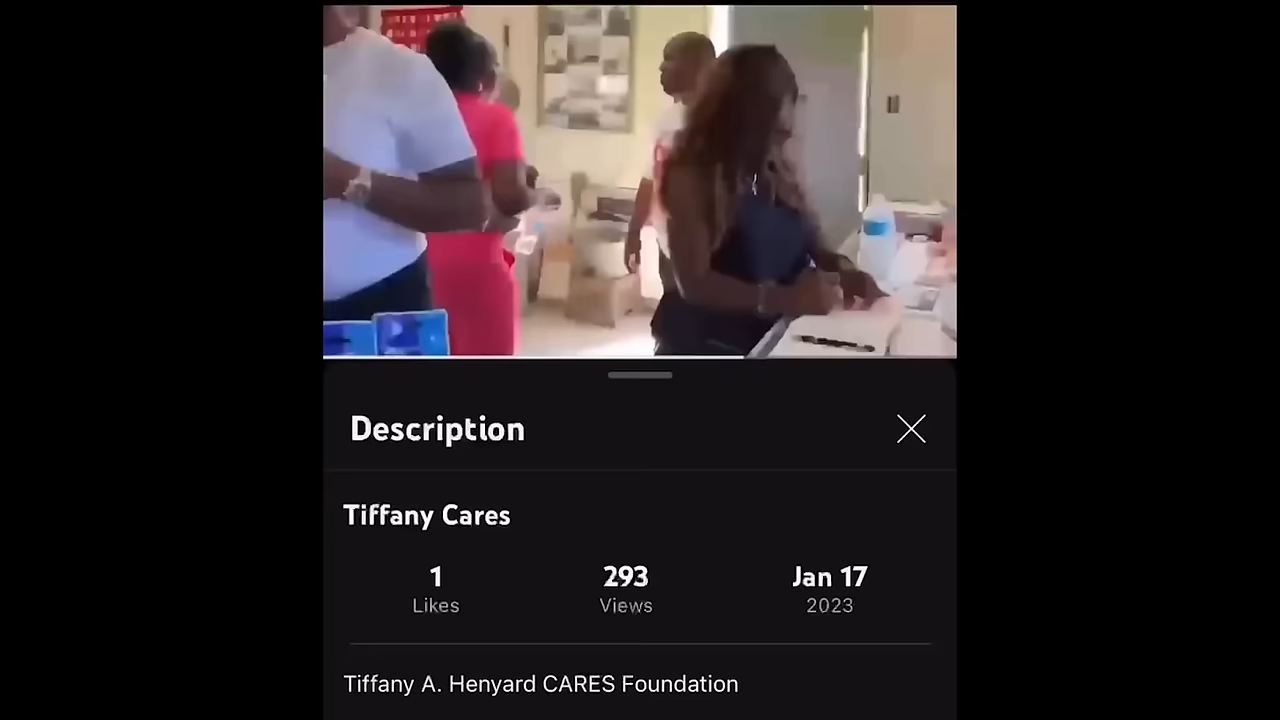 Description
Tiffany Cares
1 293 Jan 17
Likes Views 2023
Tiffany A. Henyard CARES Foundation